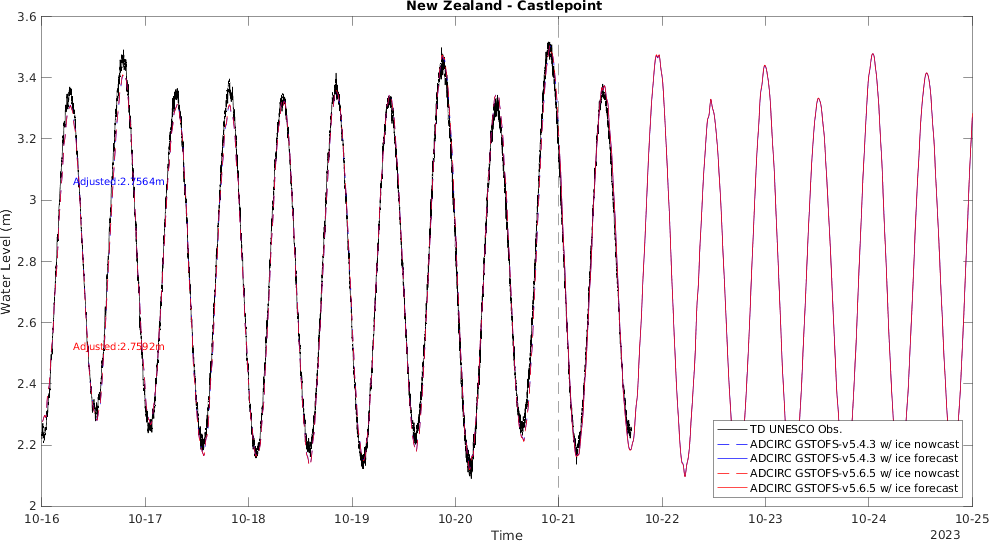 New Zealand - Castlepoint
3.6
3.4
3.2
3
2.8
2.6
2.4
2.2
2
Water Level (m)
Adjusted:2.7564m
Adjusted:2.7592m
TD UNESCO Obs.
ADCIRC GSTOFS-v5.4.3 w/ ice nowcast
ADCIRC GSTOFS-v5.4.3 w/ ice forecast
ADCIRC GSTOFS-v5.6.5 w/ ice nowcast
ADCIRC GSTOFS-v5.6.5 w/ ice forecast
10-16 10-17 10-18 10-19 10-20 10-21 10-22 10-23 10-24 10-25
Time
2023